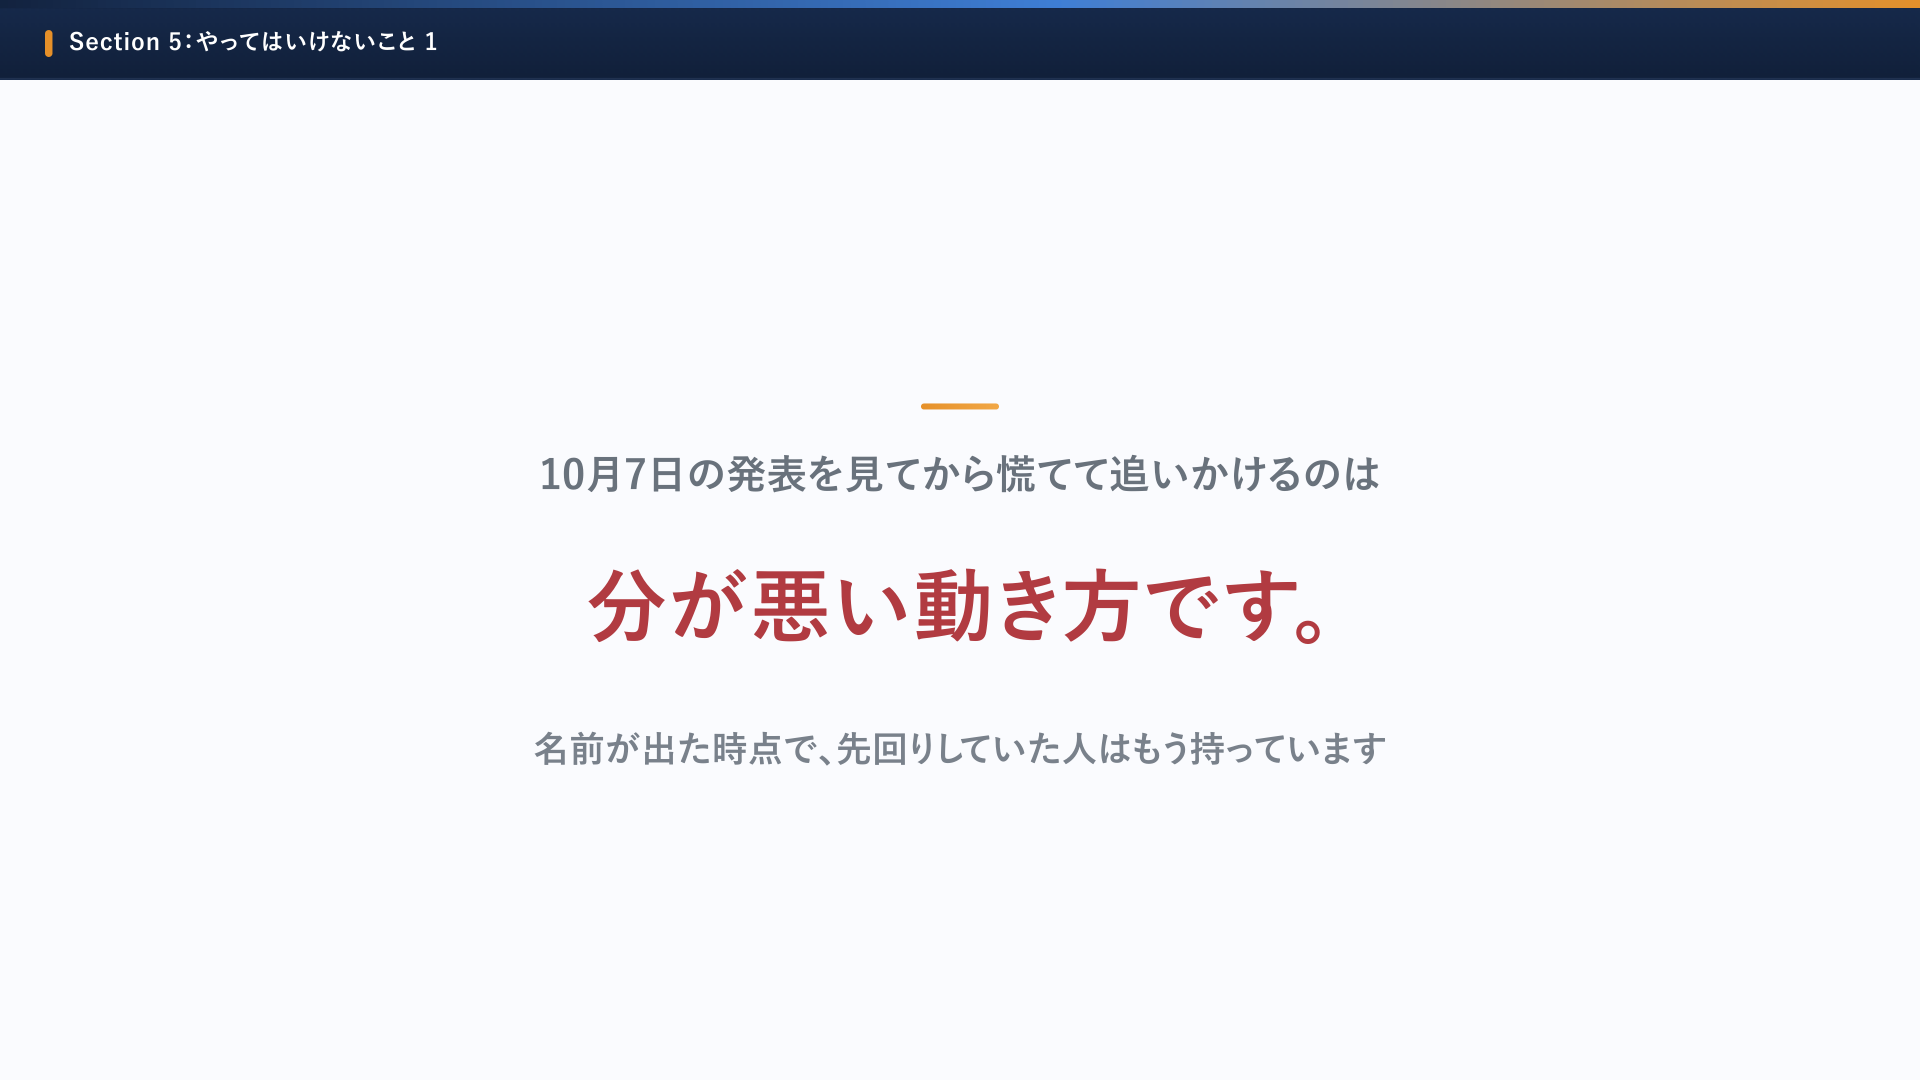 Section 5：やってはいけないこと 1
10月7日の発表を見てから慌てて追いかけるのは
分が悪い動き方です。
名前が出た時点で、先回りしていた人はもう持っています